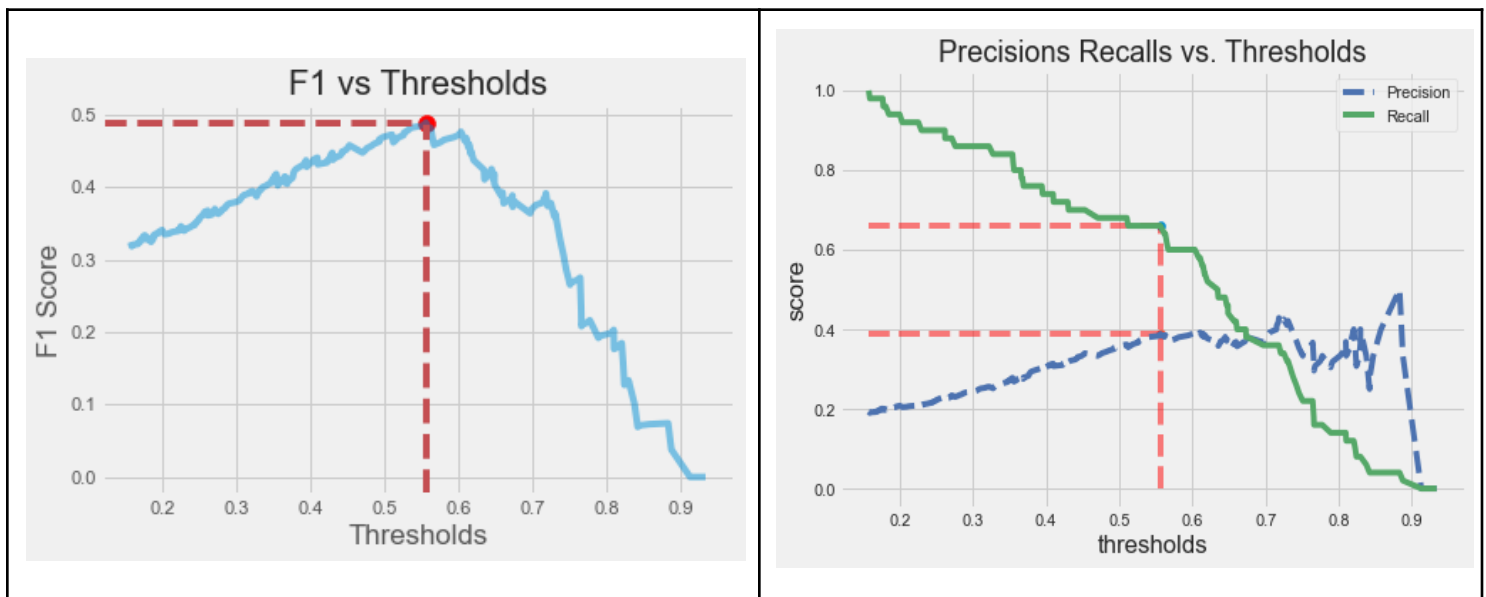 F1 vs Thresholds
0.5
0.4
0.3
0.2
0.1
0.0
F1 Score
0.2 0.3 0.4 0.5 0.6 0.7 0.8 0.9
Thresholds
Precisions Recalls vs. Thresholds
1.0
0.8
0.6
0.4
0.2
0.0
score
Precision
Recall
0.2 0.3 0.4 0.5 0.6 0.7 0.8 0.9
thresholds